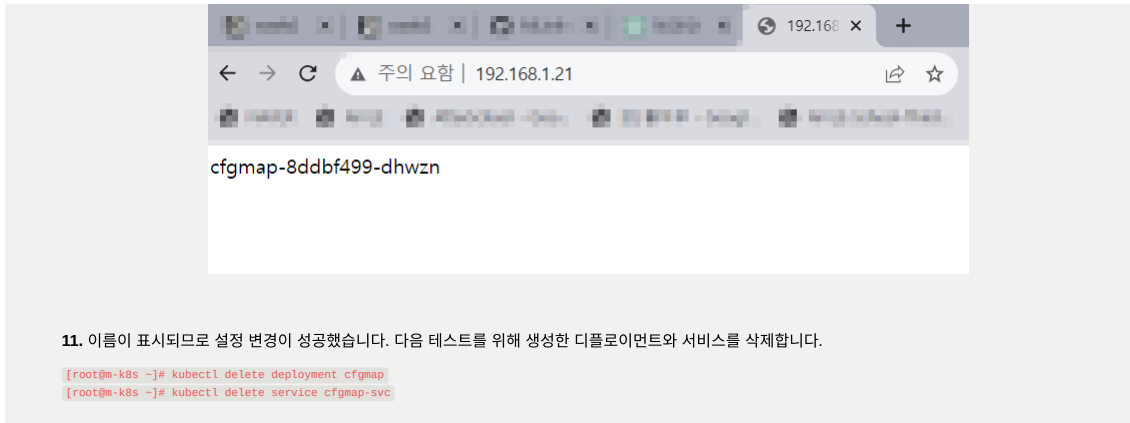 192.168
주의 요함 192.168.1.21
cfgmap-8ddbf499-dhwzn
11. 이름이 표시되므로 설정 변경이 성공했습니다. 다음 테스트를 위해 생성한 디플로이먼트와 서비스를 삭제합니다.
[root@m-k8s ~]# kubectl delete deployment cfgmap
[root@m-k8s ~]# kubectl delete service cfgmap-svc